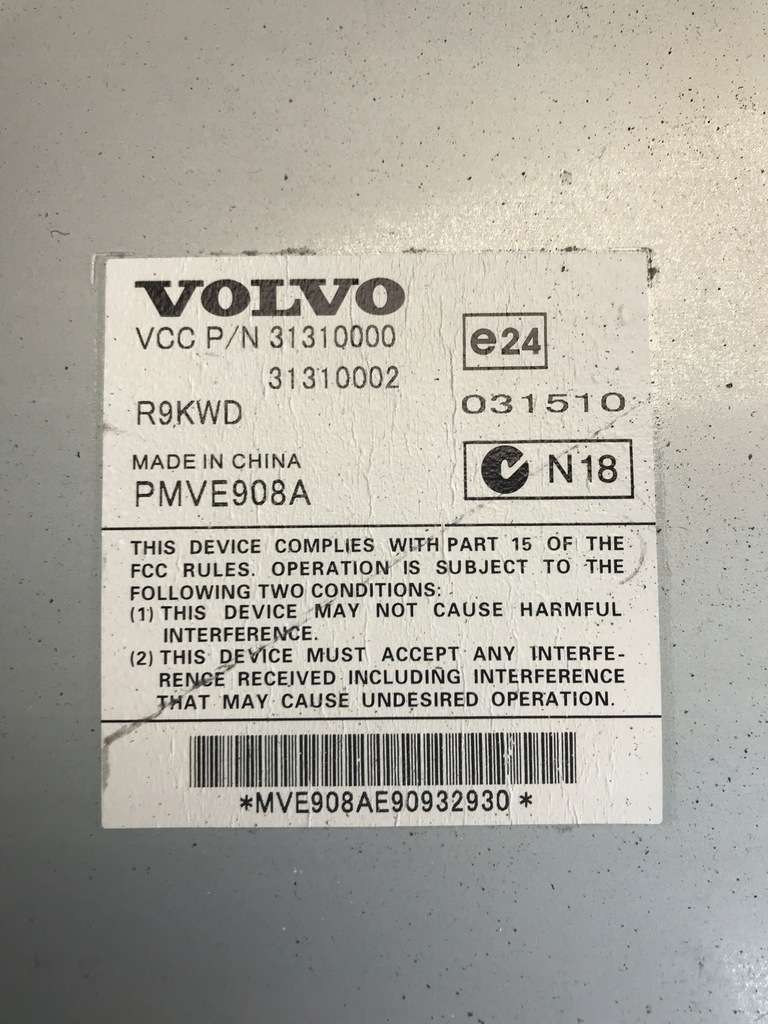 VOLVO
VCC P/N 31310000
31310002
R9KWD
e24
031510
N18
MADE IN CHINA
PMVE908A
THIS DEVICE COMPLIES WITH PART 15 OF THE
FCC RULES. OPERATION IS SUBJECT TO THE
FOLLOWING TWO CONDITIONS:
(1) THIS DEVICE MAY NOT CAUSE HARMFUL
INTERFERENCE.
(2) THIS DEVICE MUST ACCEPT ANY INTERFE-
RENCE RECEIVED INCLUDING INTERFERENCE
THAT MAY CAUSE UNDESIRED OPERATION.
*MVE908AE90932930*